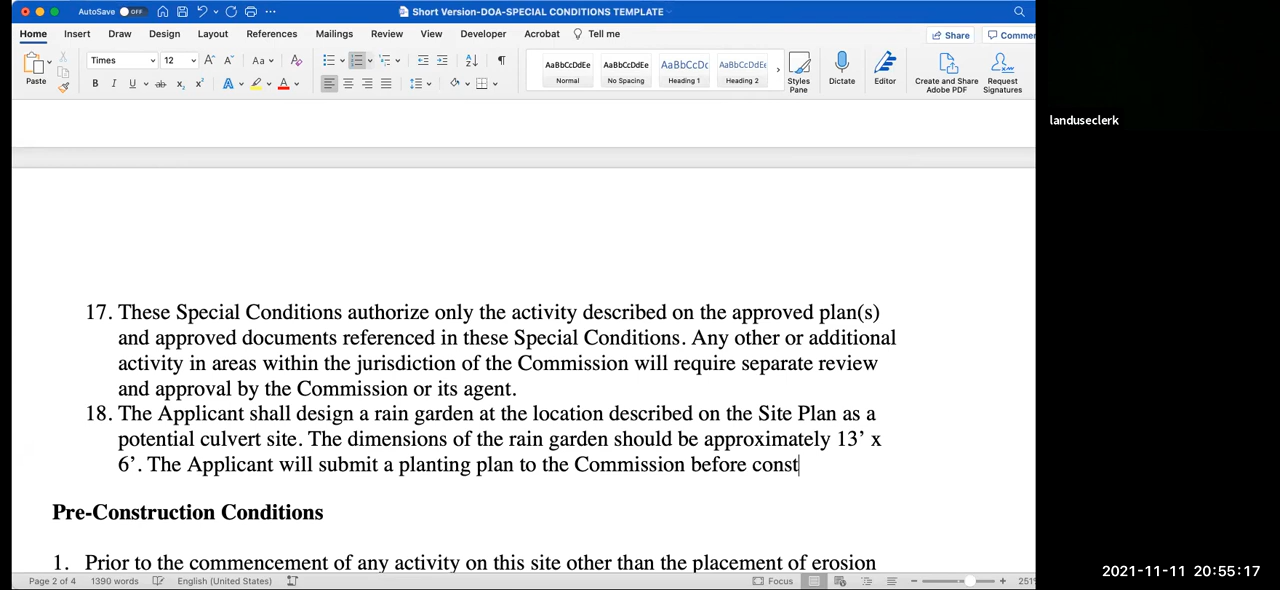 AutoSave OFF Short Version-DOA-SPECIAL CONDITIONS TEMPLATE
Home Insert Draw Design Layout References Mailings Review View Developer Acrobat Tell me Share Comme
Times 12 Aa AaBbCcDdEe AaBbCcDdEe AaBbCcDc AaBbCcDdEe
Paste B I U ab x₂ x² A A Normal No Spacing Heading 1 Heading 2 Styles Pane Dictate Editor Create and Share Adobe PDF Request Signatures
landuseclerk
17. These Special Conditions authorize only the activity described on the approved plan(s)
and approved documents referenced in these Special Conditions. Any other or additional
activity in areas within the jurisdiction of the Commission will require separate review
and approval by the Commission or its agent.
18. The Applicant shall design a rain garden at the location described on the Site Plan as a
potential culvert site. The dimensions of the rain garden should be approximately 13’ x
6’. The Applicant will submit a planting plan to the Commission before const
Pre-Construction Conditions
1. Prior to the commencement of any activity on this site other than the placement of erosion
Page 2 of 4 1390 words English (United States) Focus 251%
2021-11-11 20:55:17